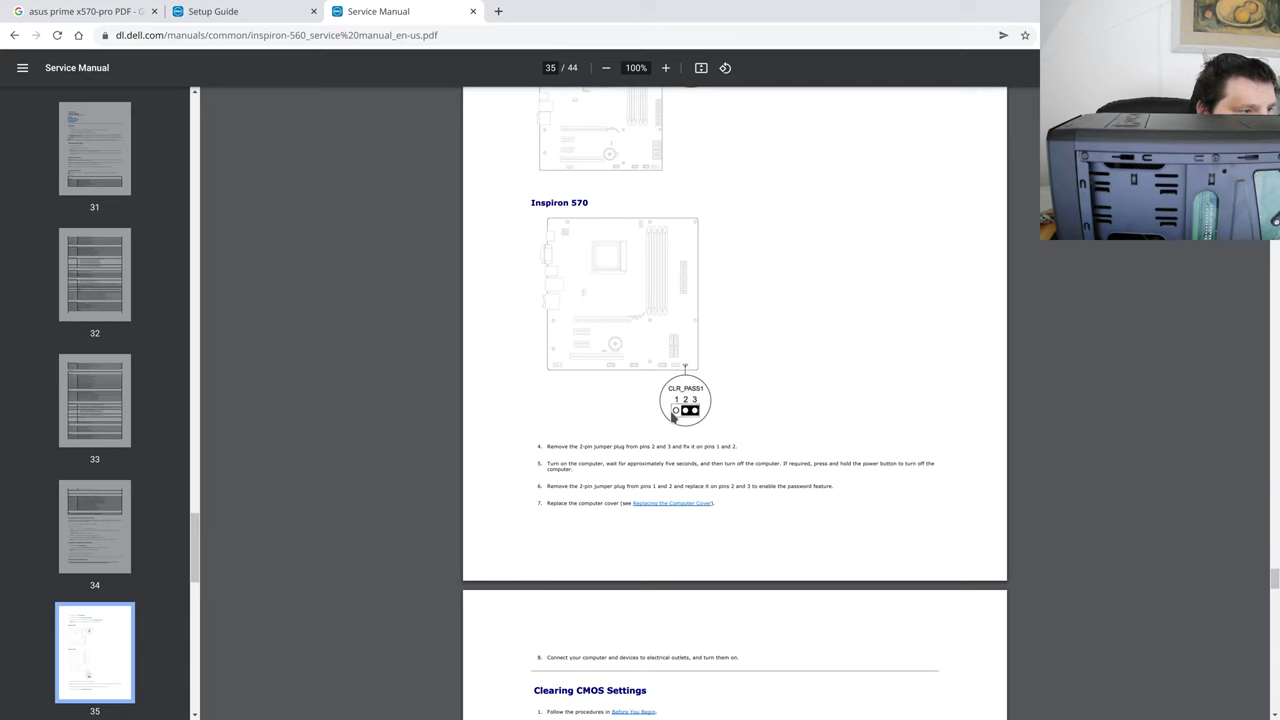 asus prime x570-pro PDF - G
Setup Guide
Service Manual
dl.dell.com/manuals/common/inspiron-560_service%20manual_en-us.pdf
Service Manual
35 / 44
100%
31
32
33
34
35
Inspiron 570
CLR_PASS1
1 2 3
4. Remove the 2-pin jumper plug from pins 2 and 3 and fix it on pins 1 and 2.
5. Turn on the computer, wait for approximately five seconds, and then turn off the computer. If required, press and hold the power button to turn off the
computer.
6. Remove the 2-pin jumper plug from pins 1 and 2 and replace it on pins 2 and 3 to enable the password feature.
7. Replace the computer cover (see Replacing the Computer Cover).
8. Connect your computer and devices to electrical outlets, and turn them on.
Clearing CMOS Settings
1. Follow the procedures in Before You Begin.